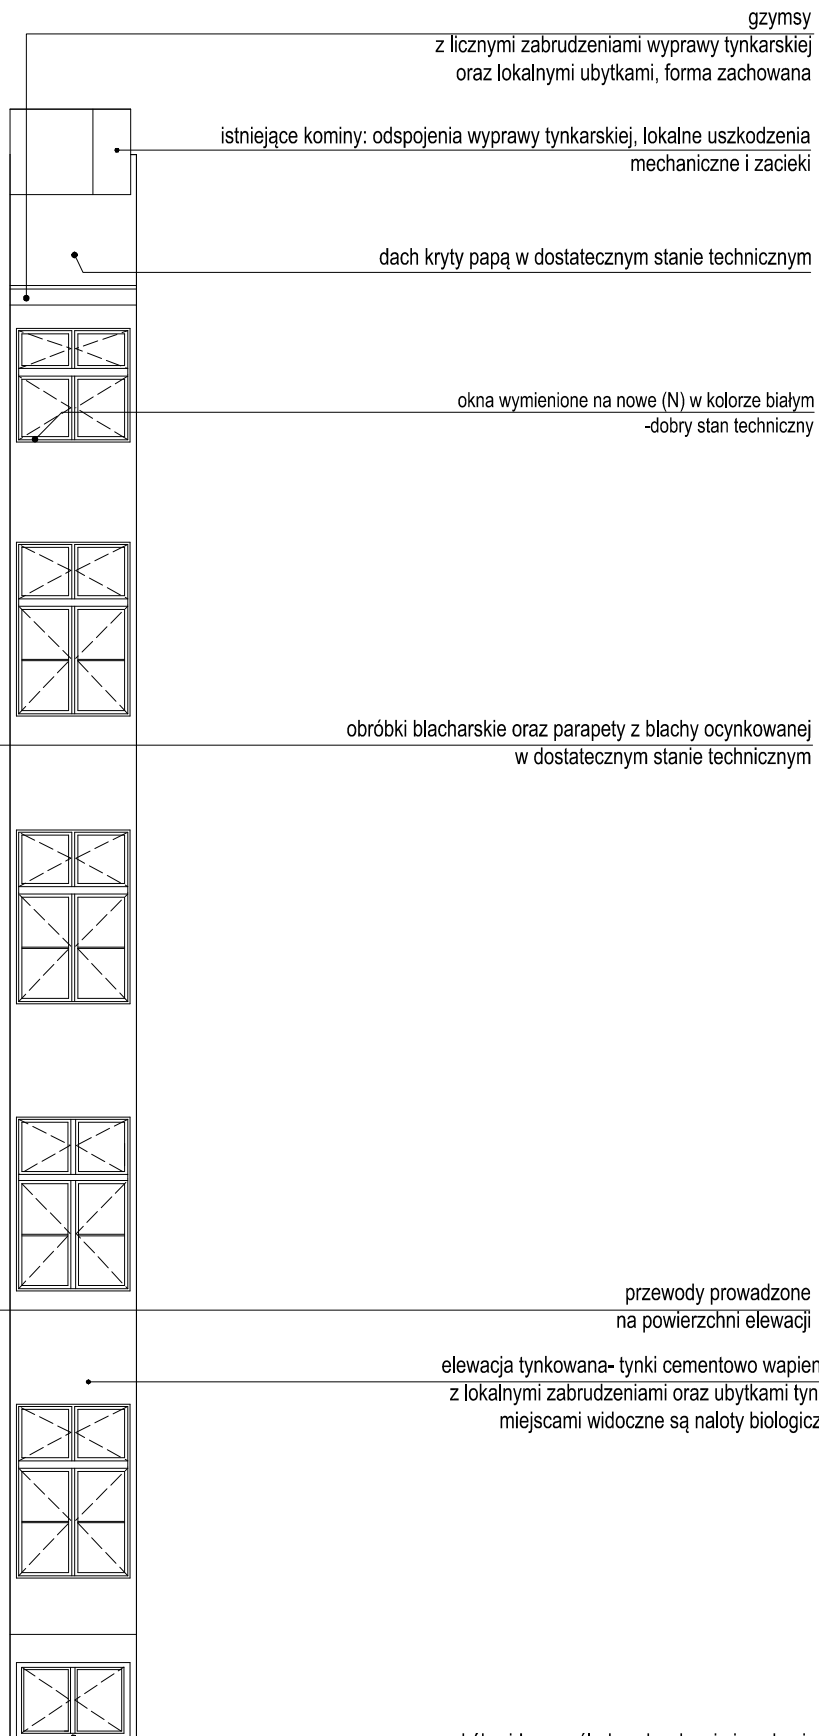 gzymsy
z licznymi zabrudzeniami wyprawy tynkarskiej
oraz lokalnymi ubytkami, forma zachowana
istniejące kominy: odspojenia wyprawy tynkarskiej, lokalne uszkodzenia
mechaniczne i zacieki
dach kryty papą w dostatecznym stanie technicznym
okna wymienione na nowe (N) w kolorze białym
-dobry stan techniczny
obróbki blacharskie oraz parapety z blachy ocynkowanej
w dostatecznym stanie technicznym
przewody prowadzone
na powierzchni elewacji
elewacja tynkowana- tynki cementowo wapien
z lokalnymi zabrudzeniami oraz ubytkami tyn
miejscami widoczne są naloty biologicz